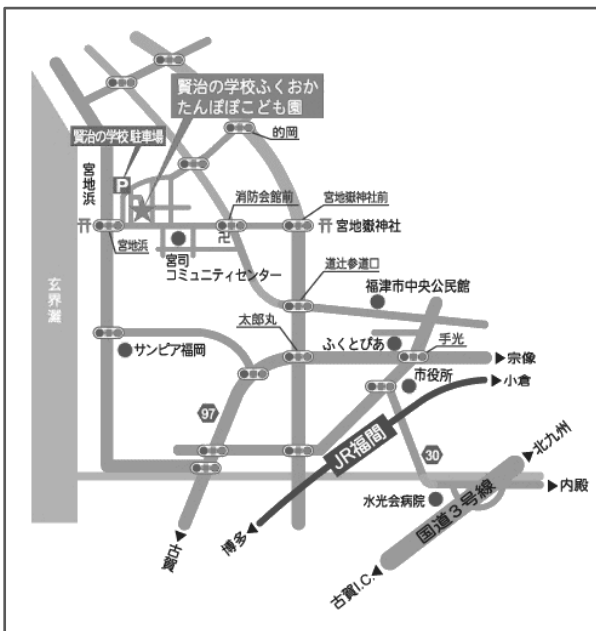 賢治の学校ふくおか
たんぽぽこども園
賢治の学校 駐車場
的岡
宮地浜
P
消防会館前
宮地嶽神社前
宮地嶽神社
宮地浜
卍
宮司
コミュニティセンター
道辻参道口
福津市中央公民館
玄界灘
太郎丸
ふくとぴあ
手光
サンピア福岡
▶宗像
市役所
▶小倉
97
JR福間
30
▶北九州
▶内殿
水光会病院
国道3号線
博多◀
古賀◀
古賀I.C.◀